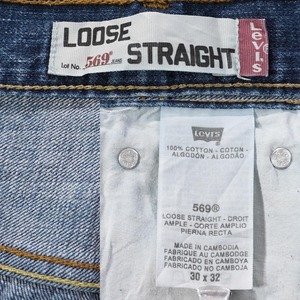 LOOSE
Lot No. 569® STRAIGHT
Levi's
Levi's
100% COTTON - COTON -
ALGODÓN - ALGODÃO
569®
LOOSE STRAIGHT - DROIT
AMPLE - CORTE AMPLIO
PIERNA RECTA
MADE IN CAMBODIA
FABRIQUÉ AU CAMBODGE
FABRICADO EN CAMBOYA
FABRICADO NO CAMBOJA
30 x 32